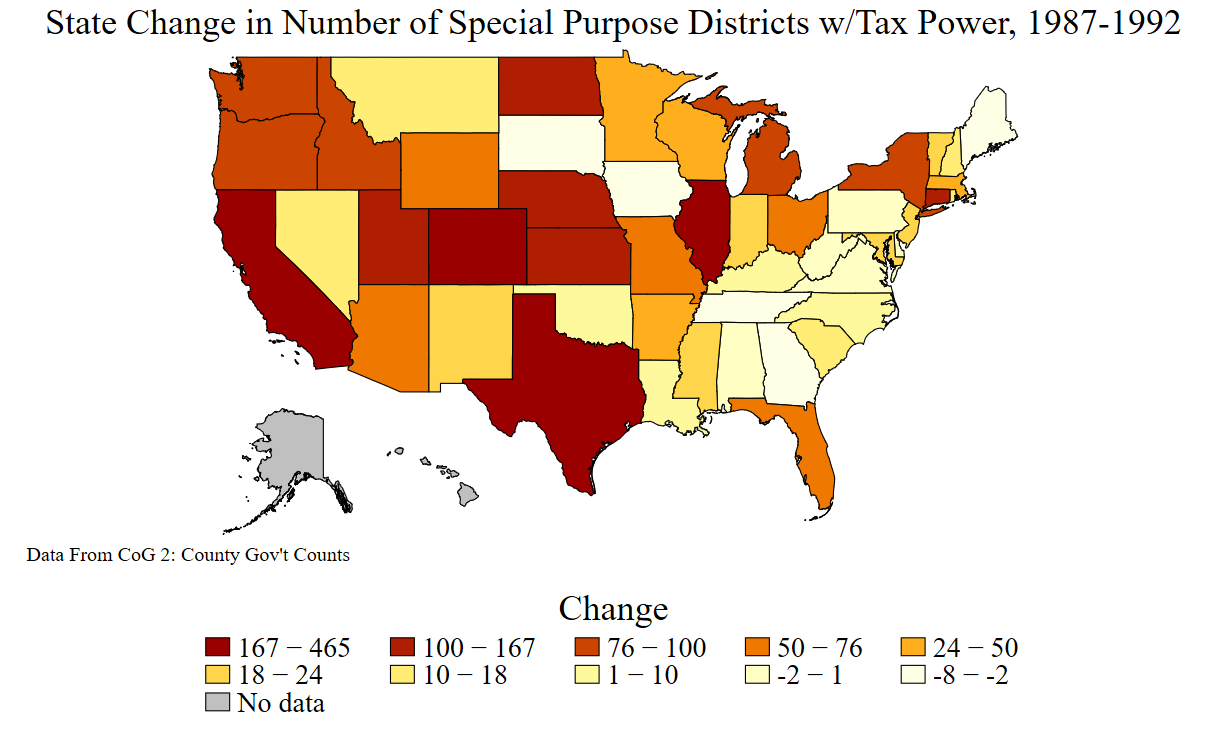 State Change in Number of Special Purpose Districts w/Tax Power, 1987-1992
Data From CoG 2: County Gov't Counts
Change
167 − 465 100 − 167 76 − 100 50 − 76 24 − 50
18 − 24 10 − 18 1 − 10 -2 − 1 -8 − -2
No data